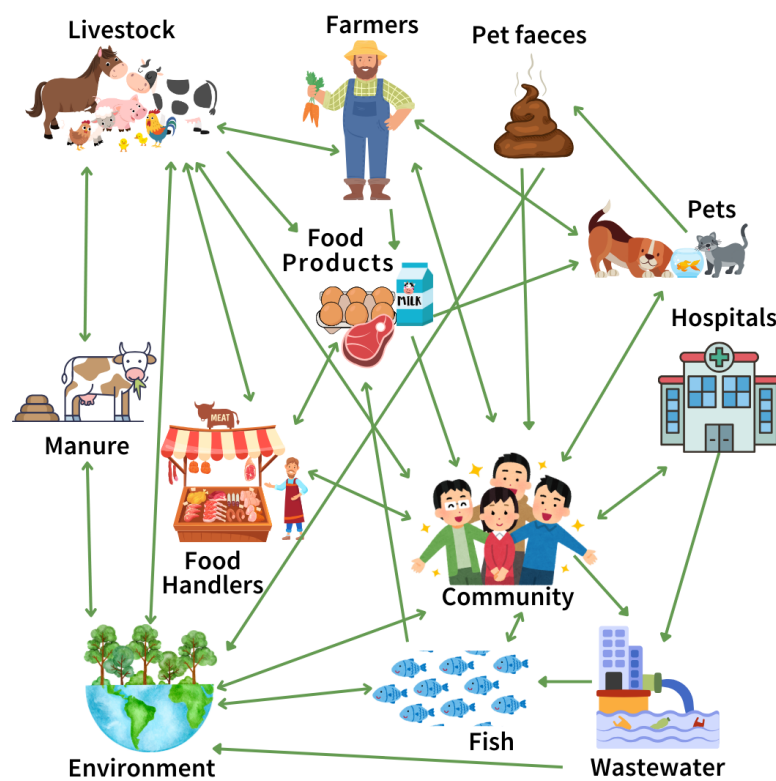 Livestock
Farmers
Pet faeces
Pets
Food
Products
MILK
Hospitals
MEAT
Manure
Food
Handlers
Community
Environment
Fish
Wastewater